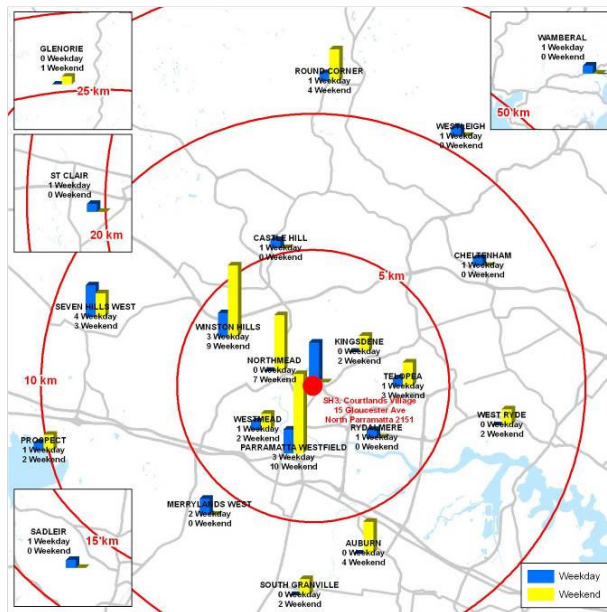 GLENORIE
0 Weekday
1 Weekend
25 km
ROUND CORNER
1 Weekday
4 Weekend
WAMBERAL
1 Weekday
0 Weekend
50 km
WESTLEIGH
1 Weekday
0 Weekend
ST CLAIR
1 Weekday
0 Weekend
20 km
CASTLE HILL
1 Weekday
0 Weekend
CHELTENHAM
1 Weekday
0 Weekend
5 km
SEVEN HILLS WEST
4 Weekday
3 Weekend
WINSTON HILLS
3 Weekday
9 Weekend
KINGSDENE
0 Weekday
2 Weekend
NORTHMEAD
0 Weekday
7 Weekend
10 km
TELOPEA
1 Weekday
3 Weekend
SH3, Courtlands Village
15 Gloucester Ave
North Parramatta 2151
WESTMEAD
1 Weekday
2 Weekend
RYDALMERE
1 Weekday
0 Weekend
WEST RYDE
0 Weekday
2 Weekend
PROSPECT
1 Weekday
2 Weekend
PARRAMATTA WESTFIELD
3 Weekday
10 Weekend
MERRYLANDS WEST
2 Weekday
0 Weekend
SADLEIR
1 Weekday
0 Weekend
15 km
AUBURN
0 Weekday
4 Weekend
SOUTH GRANVILLE
0 Weekday
2 Weekend
Weekday
Weekend